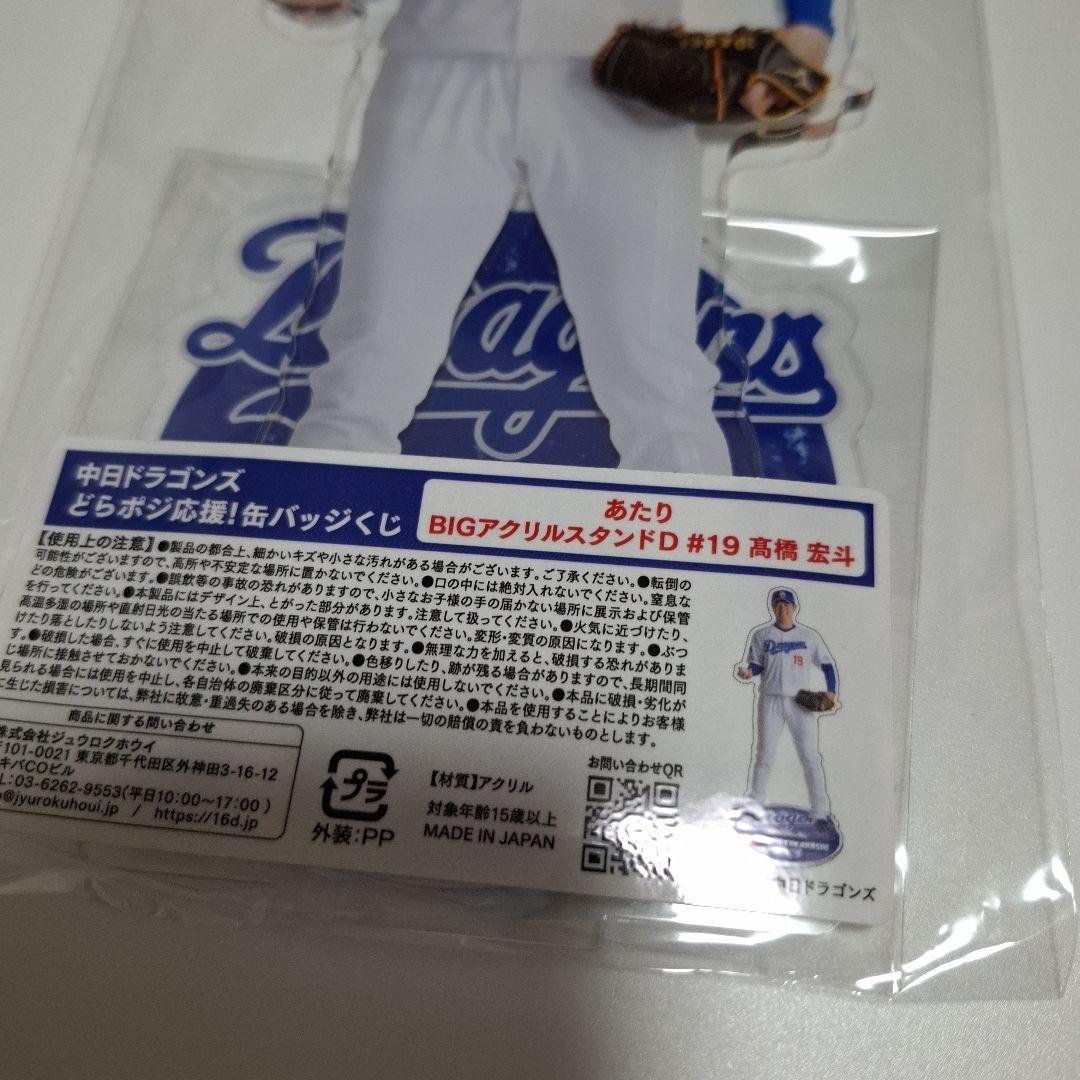 Dragons
中日ドラゴンズ
どらポジ応援!缶バッジくじ
あたり
BIGアクリルスタンドD #19 髙橋 宏斗
【使用上の注意】●製品の都合上、細かいキズや小さな汚れがある場合がございます。ご了承ください。●転倒の
可能性がございますので、高所や不安定な場所に置かないでください。●口の中には絶対入れないでください。窒息な
どの危険がございます。●誤飲等の事故の恐れがありますので、小さなお子様の手の届かない場所に展示および保管
を行ってください。●本製品にはデザイン上、とがった部分があります。注意して扱ってください。●火気に近づけたり、
高温多湿の場所や直射日光の当たる場所での使用や保管は行わないでください。変形・変質の原因になります。●ぶつ
けたり落としたりしないよう注意してください。破損の原因となります。●無理な力を加えると、破損する恐れがありま
す。●破損した場合、すぐに使用を中止して破棄してください。●色移りしたり、跡が残る場合がありますので、長期間同
じ場所に接触させておかないでください。●本来の目的以外の用途には使用しないでください。●本品に破損・劣化が
見られる場合には使用を中止し、各自治体の廃棄区分に従って廃棄してください。●本品を使用することによりお客様
に生じた損害については、弊社に故意・重過失のある場合を除き、弊社は一切の賠償の責を負わないものとします。
商品に関する問い合わせ
株式会社ジュウロクホウイ
〒101-0021 東京都千代田区外神田3-16-12
キバCOビル
L:03-6262-9553(平日10:00〜17:00 )
@jyurokuhoui.jp / https://16d.jp
プラ
外装:PP
【材質】アクリル
対象年齢15歳以上
MADE IN JAPAN
お問い合わせQR
Dragons
19
中日ドラゴンズ